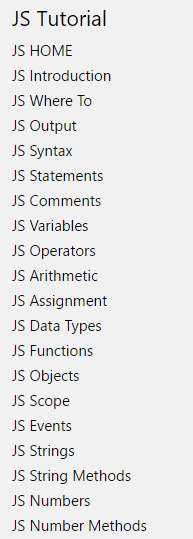 JS Tutorial
JS HOME
JS Introduction
JS Where To
JS Output
JS Syntax
JS Statements
JS Comments
JS Variables
JS Operators
JS Arithmetic
JS Assignment
JS Data Types
JS Functions
JS Objects
JS Scope
JS Events
JS Strings
JS String Methods
JS Numbers
JS Number Methods